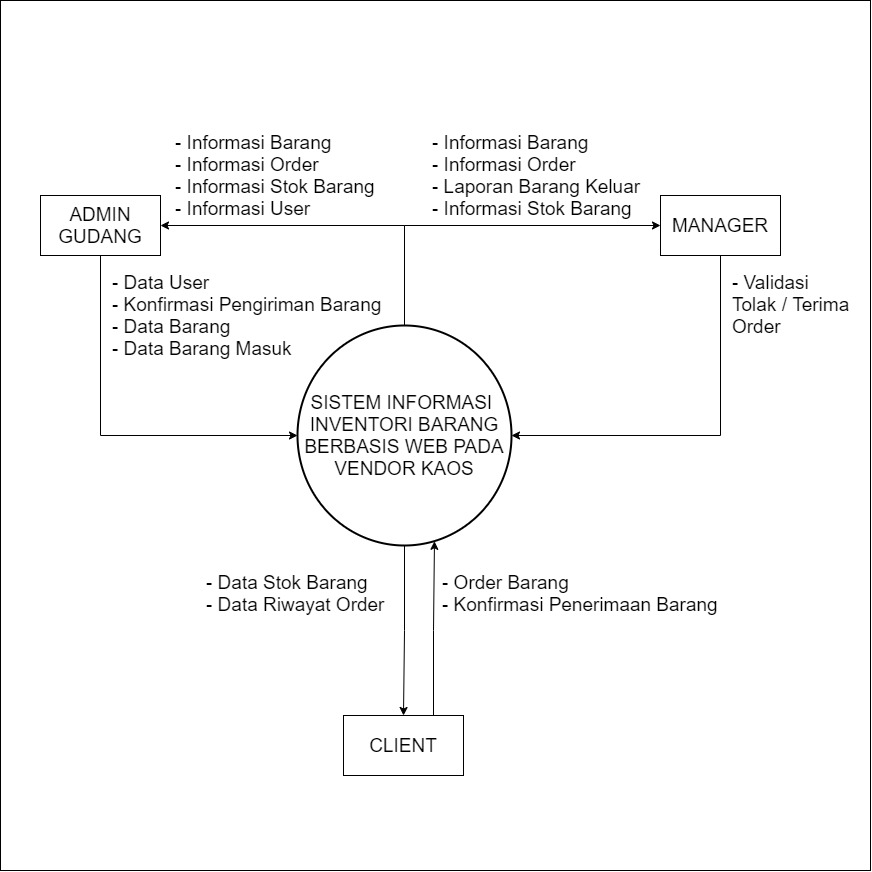 - Informasi Barang
- Informasi Order
- Informasi Stok Barang
- Informasi User
- Informasi Barang
- Informasi Order
- Laporan Barang Keluar
- Informasi Stok Barang
ADMIN
GUDANG
MANAGER
- Data User
- Konfirmasi Pengiriman Barang
- Data Barang
- Data Barang Masuk
- Validasi
Tolak / Terima
Order
SISTEM INFORMASI
INVENTORI BARANG
BERBASIS WEB PADA
VENDOR KAOS
- Data Stok Barang
- Data Riwayat Order
- Order Barang
- Konfirmasi Penerimaan Barang
CLIENT